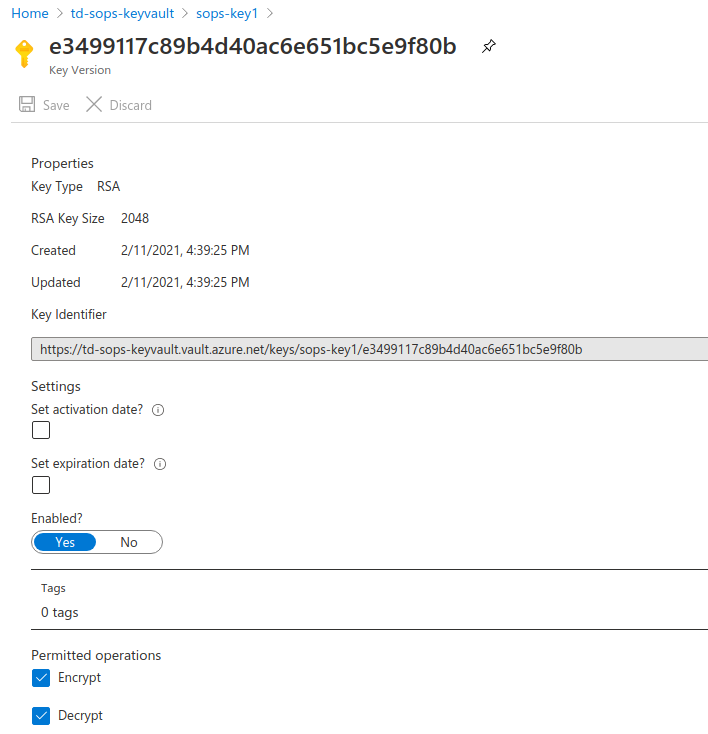 Home > td-sops-keyvault > sops-key1 >
e3499117c89b4d40ac6e651bc5e9f80b
Key Version
Save Discard
Properties
Key Type RSA
RSA Key Size 2048
Created 2/11/2021, 4:39:25 PM
Updated 2/11/2021, 4:39:25 PM
Key Identifier
https://td-sops-keyvault.vault.azure.net/keys/sops-key1/e3499117c89b4d40ac6e651bc5e9f80b
Settings
Set activation date?
Set expiration date?
Enabled?
Yes No
Tags
0 tags
Permitted operations
Encrypt
Decrypt